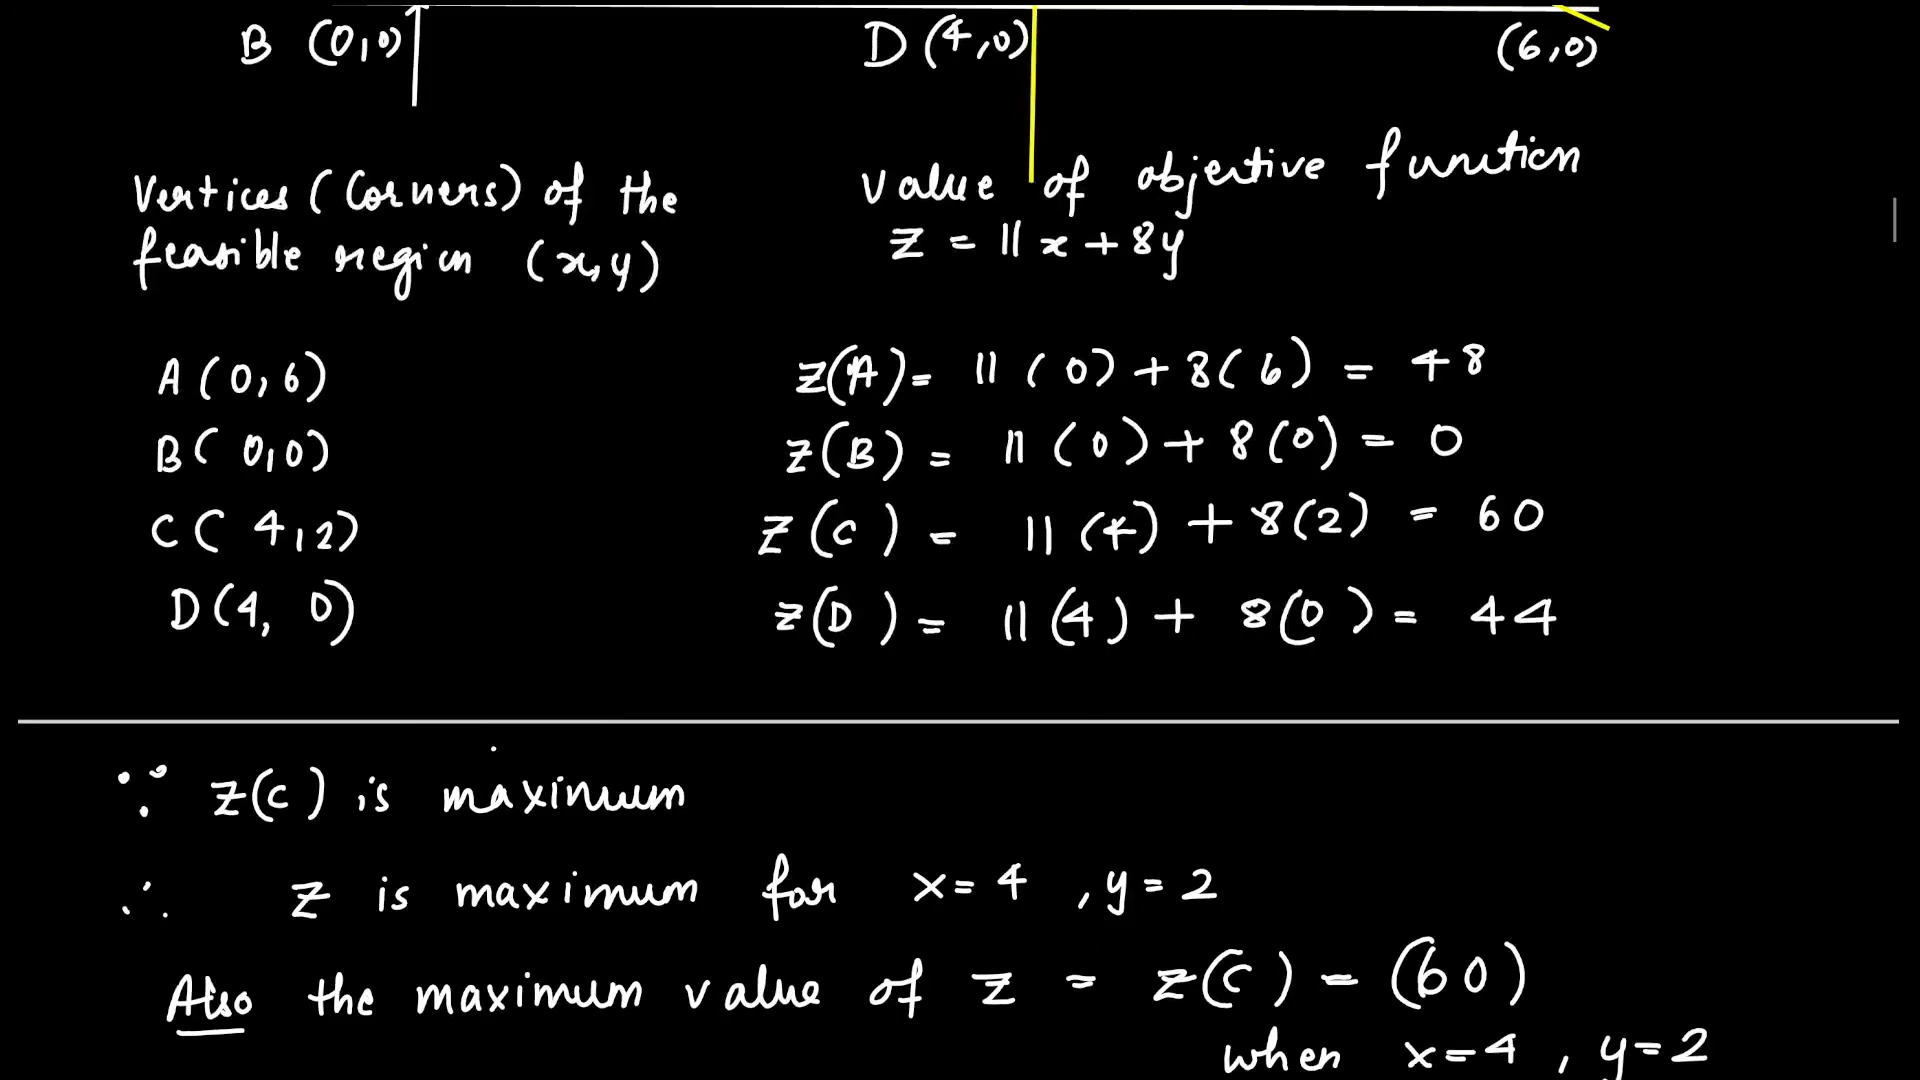 B (0,0) D (4,0) (6,0)
Vertices (Corners) of the value of objective function
feasible region (x,y) Z = 11x + 8y
A (0,6) Z(A) = 11 (0) + 8(6) = 48
B( 0,0) Z(B) = 11 (0) + 8(0) = 0
C( 4,2) Z(C) = 11 (4) + 8(2) = 60
D(4, 0) Z(D) = 11(4) + 8(0) = 44
∵ Z(C) is maximum
∴ Z is maximum for x=4 , y=2
Also the maximum value of Z = Z(C) = (60)
when x=4 , y=2